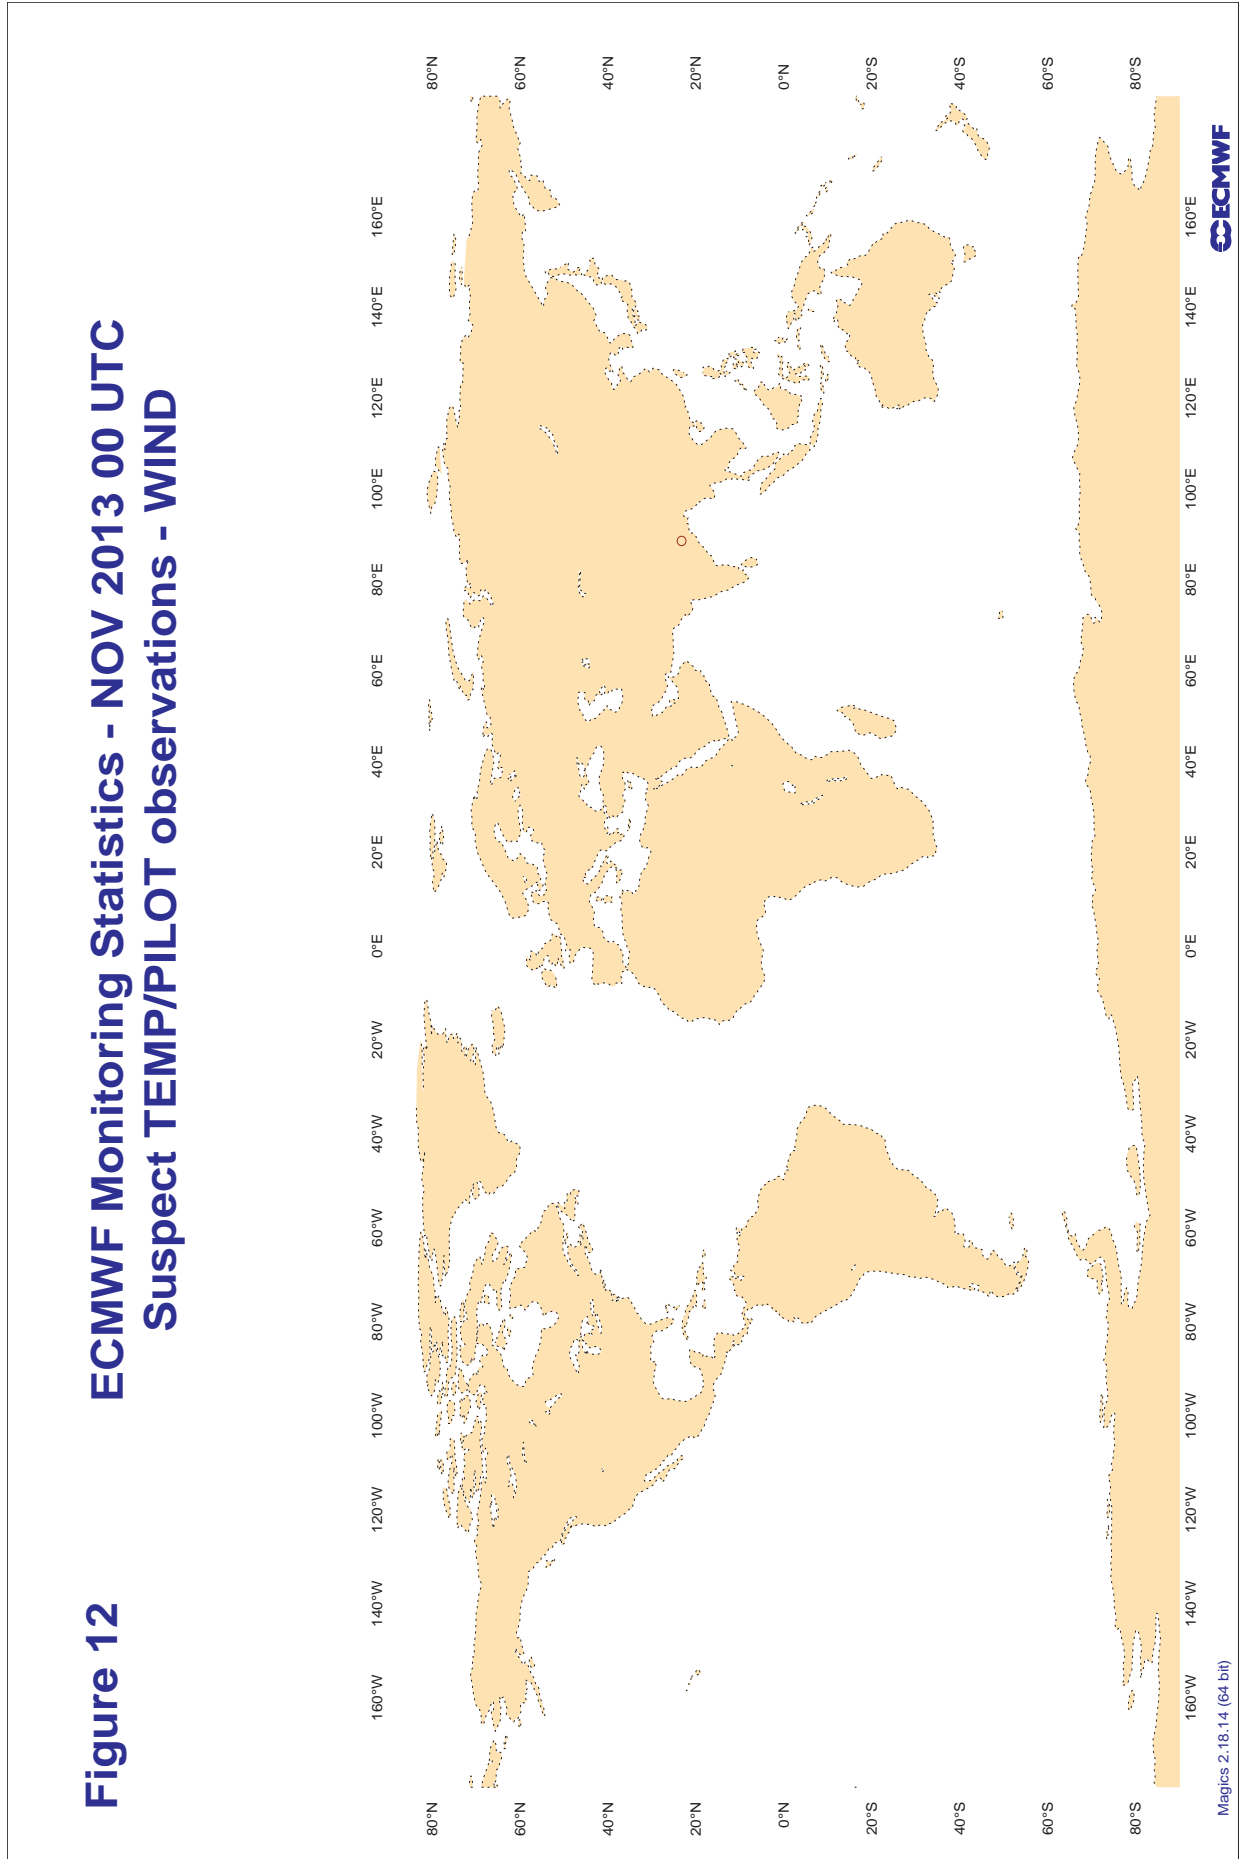 Figure 12
ECMWF Monitoring Statistics - NOV 2013 00 UTC
Suspect TEMP/PILOT observations - WIND
160°W 140°W 120°W 100°W 80°W 60°W 40°W 20°W 0°E 20°E 40°E 60°E 80°E 100°E 120°E 140°E 160°E
80°N 80°N
60°N 60°N
40°N 40°N
20°N 20°N
0°N 0°N
20°S 20°S
40°S 40°S
60°S 60°S
80°S 80°S
160°W 140°W 120°W 100°W 80°W 60°W 40°W 20°W 0°E 20°E 40°E 60°E 80°E 100°E 120°E 140°E 160°E
Magics 2.18.14 (64 bit)
ECMWF